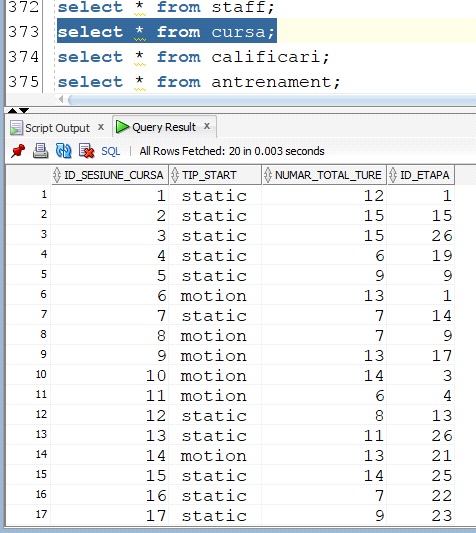 372 select * from staff;
373 select * from cursa;
374 select * from calificari;
375 select * from antrenament;
Script Output x Query Result x
SQL | All Rows Fetched: 20 in 0.003 seconds
ID_SESIUNE_CURSA TIP_START NUMAR_TOTAL_TURE ID_ETAPA
1 1 static 12 1
2 2 static 15 15
3 3 static 15 26
4 4 static 6 19
5 5 static 9 9
6 6 motion 13 1
7 7 static 7 14
8 8 motion 7 9
9 9 motion 13 17
10 10 motion 14 3
11 11 motion 6 4
12 12 static 8 13
13 13 static 11 26
14 14 motion 13 21
15 15 static 14 25
16 16 static 7 22
17 17 static 9 23